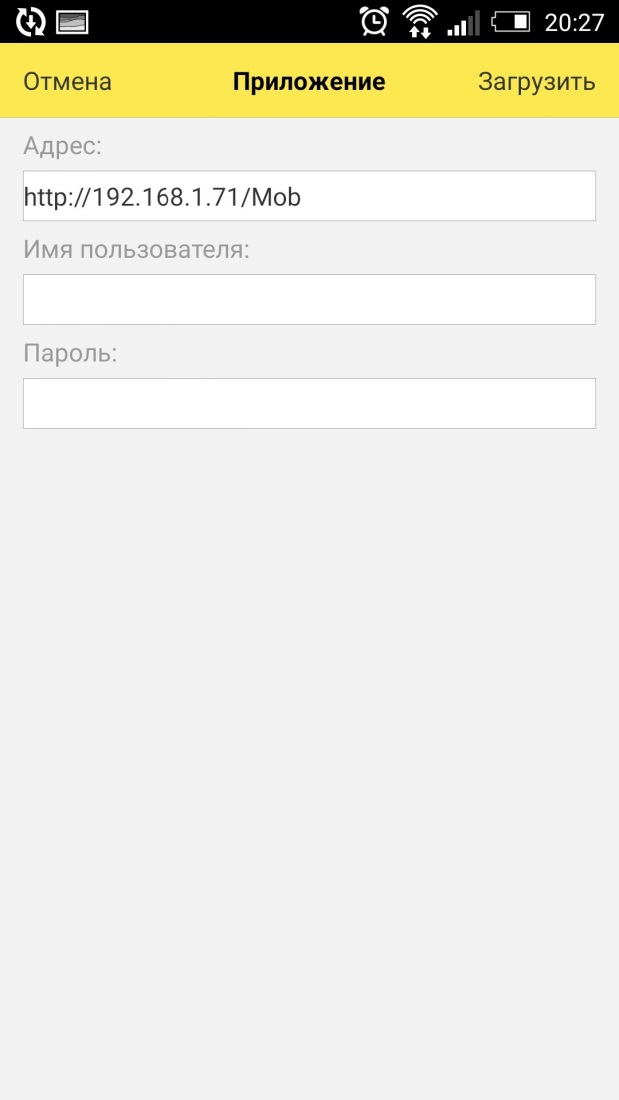 20:27
Отмена Приложение Загрузить
Адрес:
http://192.168.1.71/Mob
Имя пользователя:
Пароль: